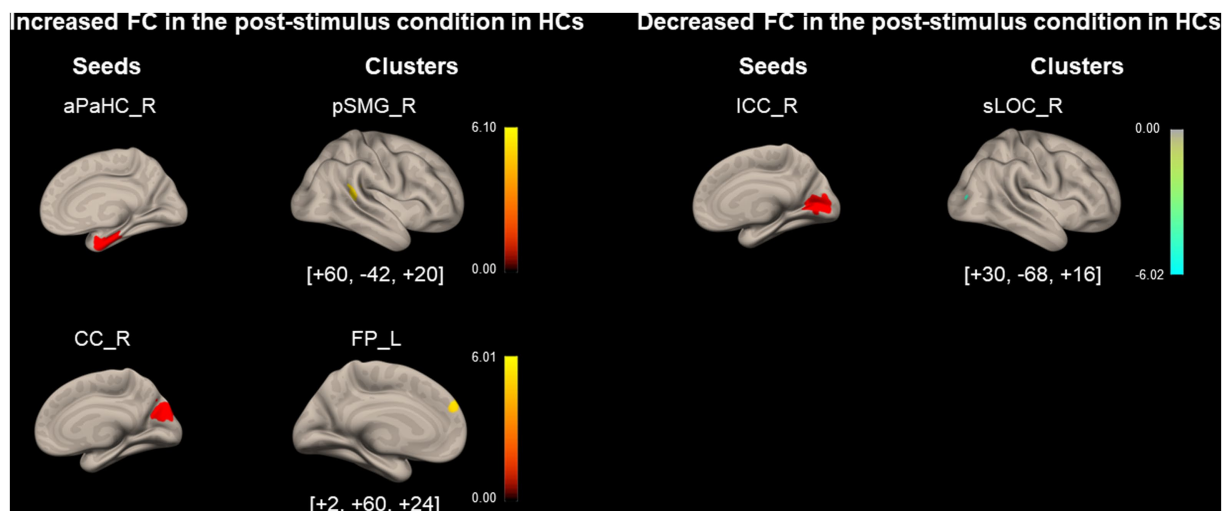 Increased FC in the post-stimulus condition in HCs
Seeds
Clusters
aPaHC_R
pSMG_R
6.10
0.00
[+60, -42, +20]
CC_R
FP_L
6.01
0.00
[+2, +60, +24]
Decreased FC in the post-stimulus condition in HCs
Seeds
Clusters
ICC_R
sLOC_R
0.00
-6.02
[+30, -68, +16]